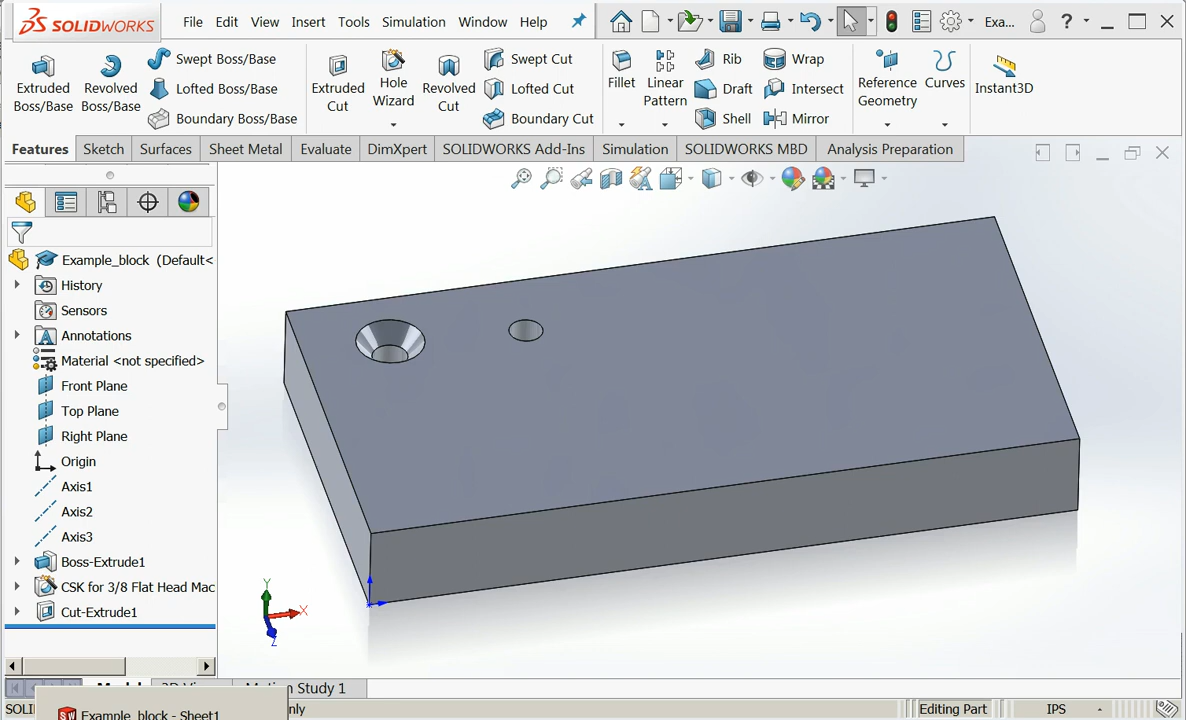 SOLIDWORKS File Edit View Insert Tools Simulation Window Help Exa... ?
Extruded Boss/Base
Revolved Boss/Base
Swept Boss/Base
Lofted Boss/Base
Boundary Boss/Base
Extruded Cut
Hole Wizard
Revolved Cut
Swept Cut
Lofted Cut
Boundary Cut
Fillet
Linear Pattern
Rib
Draft
Shell
Wrap
Intersect
Mirror
Reference Geometry
Curves
Instant3D
Features Sketch Surfaces Sheet Metal Evaluate DimXpert SOLIDWORKS Add-Ins Simulation SOLIDWORKS MBD Analysis Preparation
Example_block (Default<
History
Sensors
Annotations
Material <not specified>
Front Plane
Top Plane
Right Plane
Origin
Axis1
Axis2
Axis3
Boss-Extrude1
CSK for 3/8 Flat Head Mac
Cut-Extrude1
Y
X
Z
Motion Study 1
Example_block - Sheet1
Editing Part
IPS